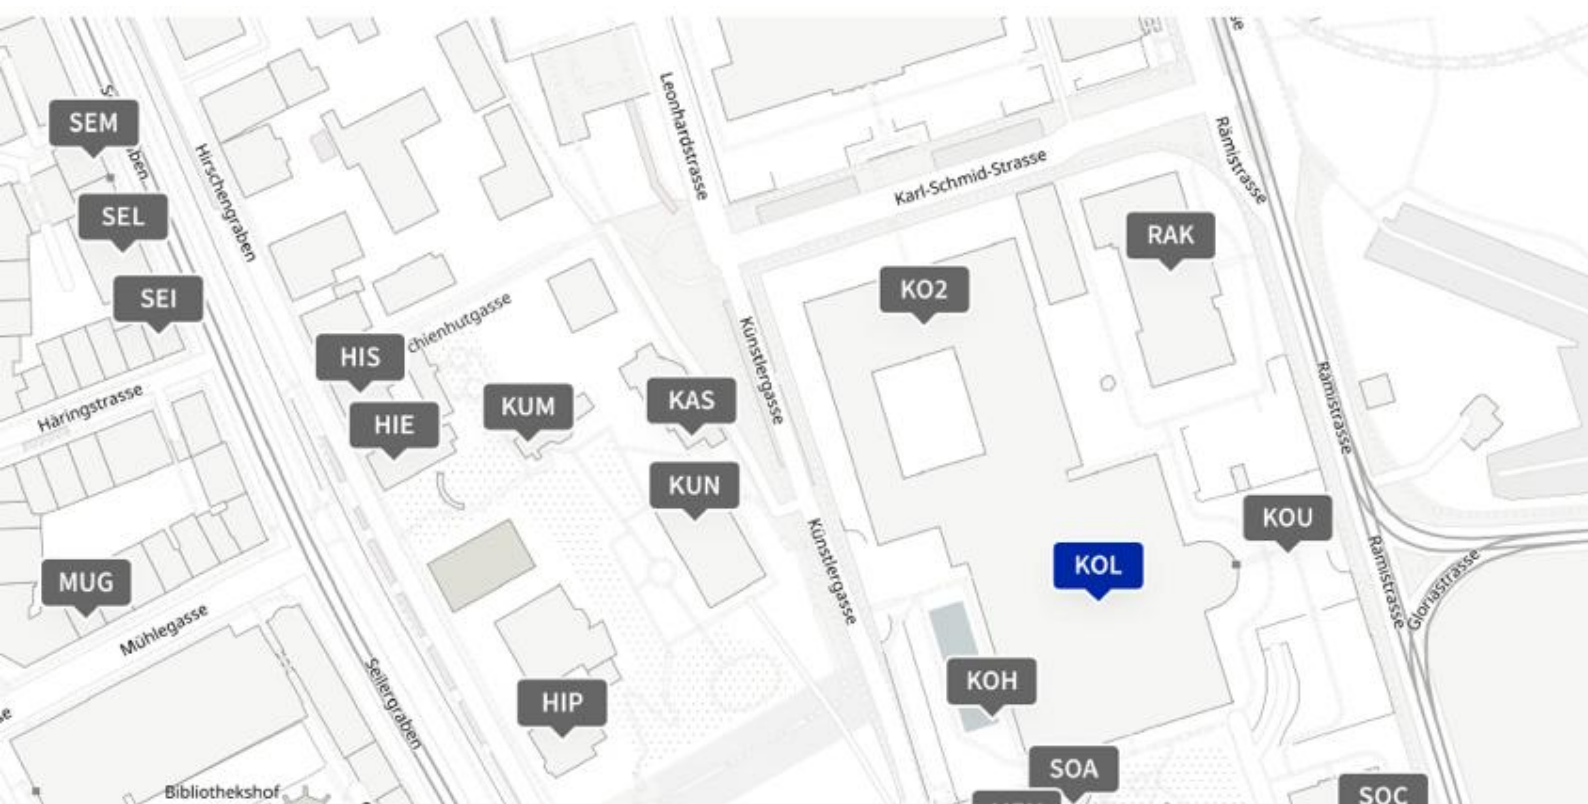 SEM
SEL
SEI
Hirschengraben
Leonhardstrasse
Karl-Schmid-Strasse
Rämistrasse
RAK
KO2
HIS
HIE
KUM
KAS
KUN
Künstlergasse
Rämistrasse
Häringstrasse
KOU
KOL
Künstlergasse
Rämistrasse
Gloriastrasse
MUG
Mühlegasse
Seilergraben
HIP
KOH
SOA
SOC
Bibliothekshof